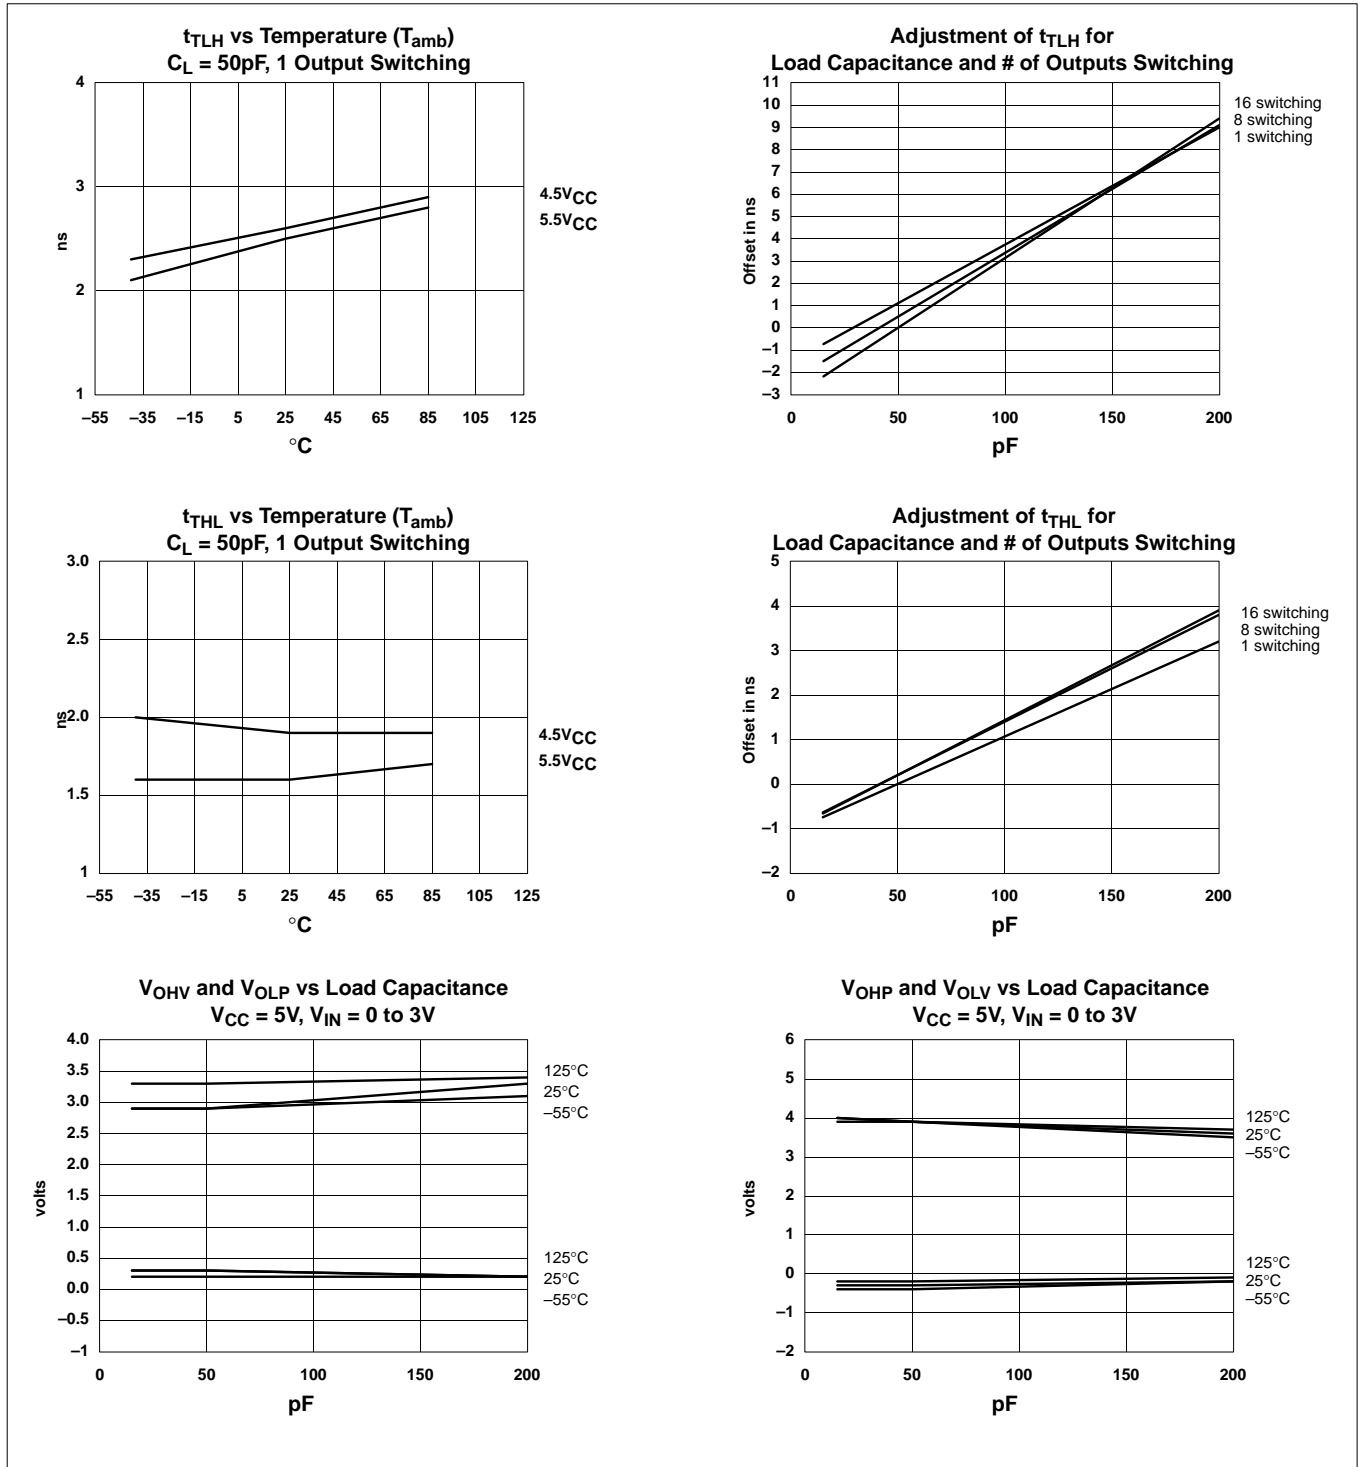 tTLH vs Temperature (Tamb)
CL = 50pF, 1 Output Switching
4
3
2
1
ns
–55 –35 –15 5 25 45 65 85 105 125
°C
4.5VCC
5.5VCC
Adjustment of tTLH for
Load Capacitance and # of Outputs Switching
11
10
9
8
7
6
5
4
3
2
1
0
–1
–2
–3
Offset in ns
0 50 100 150 200
pF
16 switching
8 switching
1 switching
tTHL vs Temperature (Tamb)
CL = 50pF, 1 Output Switching
3.0
2.5
2.0
1.5
1
ns
–55 –35 –15 5 25 45 65 85 105 125
°C
4.5VCC
5.5VCC
Adjustment of tTHL for
Load Capacitance and # of Outputs Switching
5
4
3
2
1
0
–1
–2
Offset in ns
0 50 100 150 200
pF
16 switching
8 switching
1 switching
VOHV and VOLP vs Load Capacitance
VCC = 5V, VIN = 0 to 3V
4.0
3.5
3.0
2.5
2.0
1.5
1.0
0.5
0.0
–0.5
–1
volts
0 50 100 150 200
pF
125°C
25°C
–55°C
125°C
25°C
–55°C
VOHP and VOLV vs Load Capacitance
VCC = 5V, VIN = 0 to 3V
6
5
4
3
2
1
0
–1
–2
volts
0 50 100 150 200
pF
125°C
25°C
–55°C
125°C
25°C
–55°C